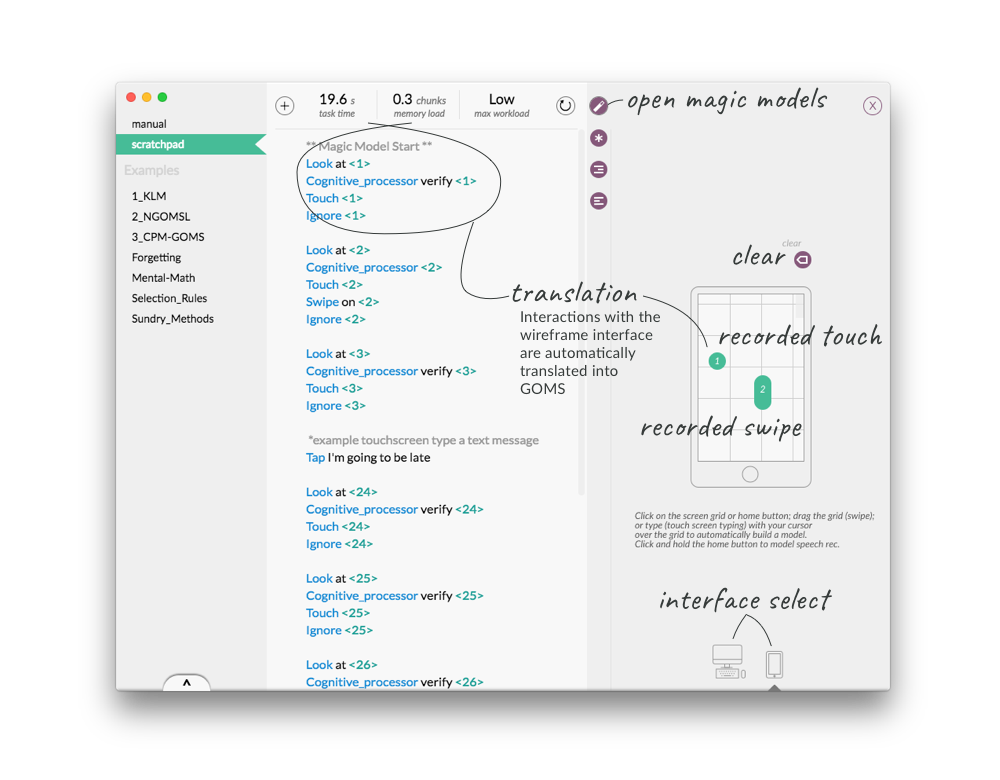 manual
scratchpad
Examples
1_KLM
2_NGOMSL
3_CPM-GOMS
Forgetting
Mental-Math
Selection_Rules
Sundry_Methods
^
+
19.6 s
task time
0.3 chunks
memory load
Low
max workload
** Magic Model Start **
Look at <1>
Cognitive_processor verify <1>
Touch <1>
Ignore <1>
Look at <2>
Cognitive_processor <2>
Touch <2>
Swipe on <2>
Ignore <2>
Look at <3>
Cognitive_processor verify <3>
Touch <3>
Ignore <3>
*example touchscreen type a text message
Tap I'm going to be late
Look at <24>
Cognitive_processor verify <24>
Touch <24>
Ignore <24>
Look at <25>
Cognitive_processor verify <25>
Touch <25>
Ignore <25>
Look at <26>
Cognitive_processor verify <26>
open magic models
X
*
clear
clear
translation
Interactions with the
wireframe interface
are automatically
translated into
GOMS
recorded touch
1
2
recorded swipe
Click on the screen grid or home button; drag the grid (swipe);
or type (touch screen typing) with your cursor
over the grid to automatically build a model.
Click and hold the home button to model speech rec.
interface select